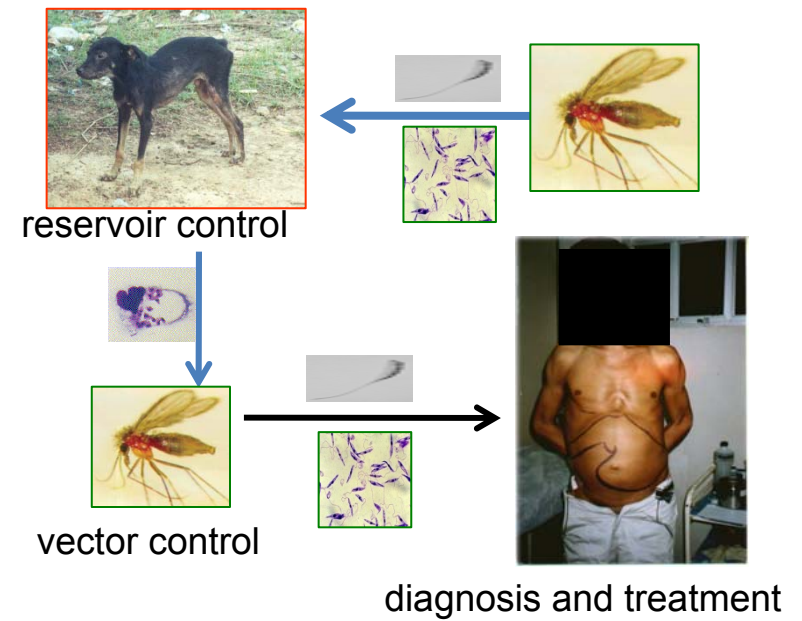 reservoir control
vector control
diagnosis and treatment